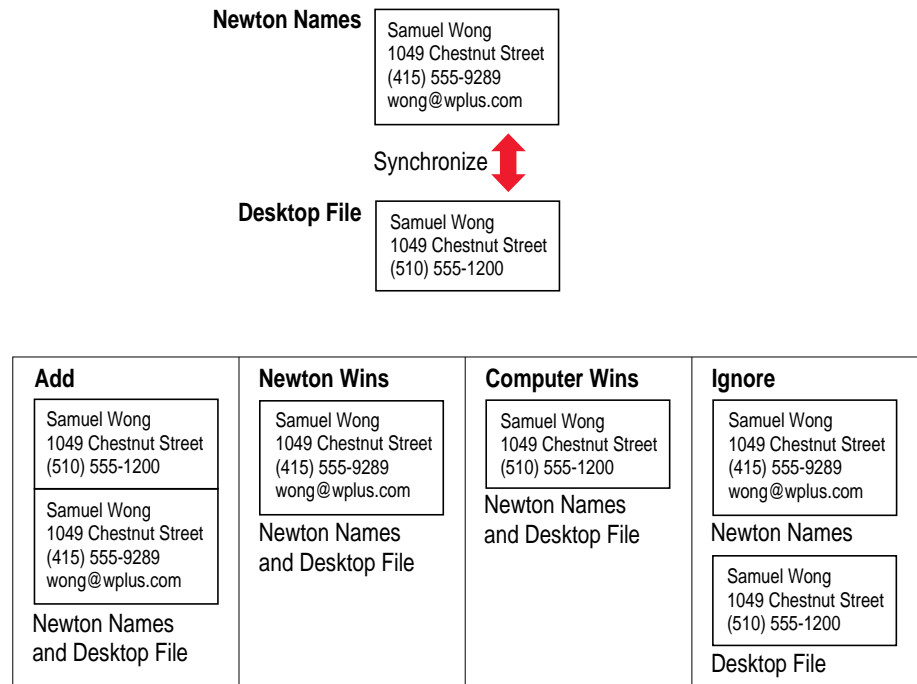 Newton Names
Samuel Wong
1049 Chestnut Street
(415) 555-9289
wong@wplus.com
Synchronize
Desktop File
Samuel Wong
1049 Chestnut Street
(510) 555-1200
Add
Samuel Wong
1049 Chestnut Street
(510) 555-1200
Samuel Wong
1049 Chestnut Street
(415) 555-9289
wong@wplus.com
Newton Names
and Desktop File
Newton Wins
Samuel Wong
1049 Chestnut Street
(415) 555-9289
wong@wplus.com
Newton Names
and Desktop File
Computer Wins
Samuel Wong
1049 Chestnut Street
(510) 555-1200
Newton Names
and Desktop File
Ignore
Samuel Wong
1049 Chestnut Street
(415) 555-9289
wong@wplus.com
Newton Names
Samuel Wong
1049 Chestnut Street
(510) 555-1200
Desktop File